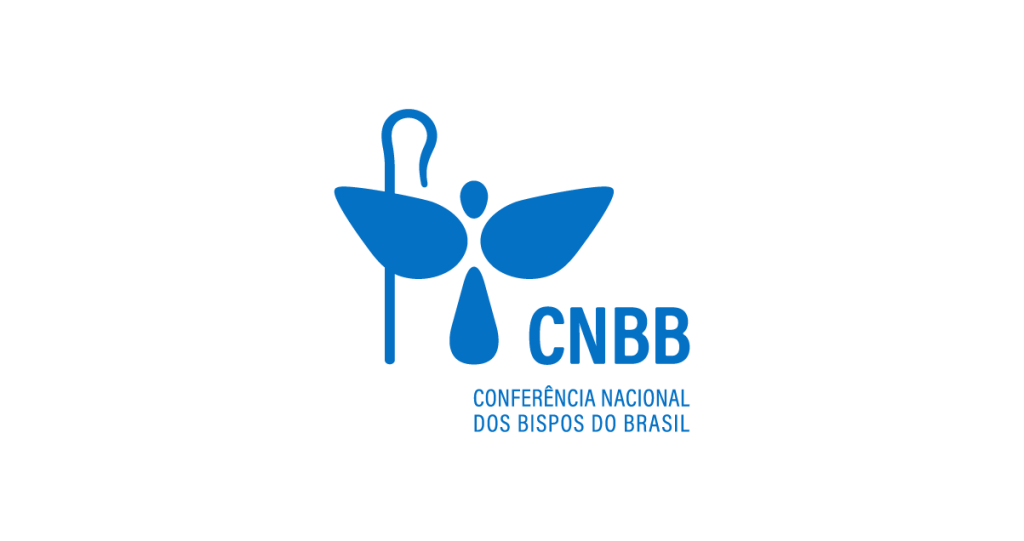 CNBB
CONFERÊNCIA NACIONAL
DOS BISPOS DO BRASIL